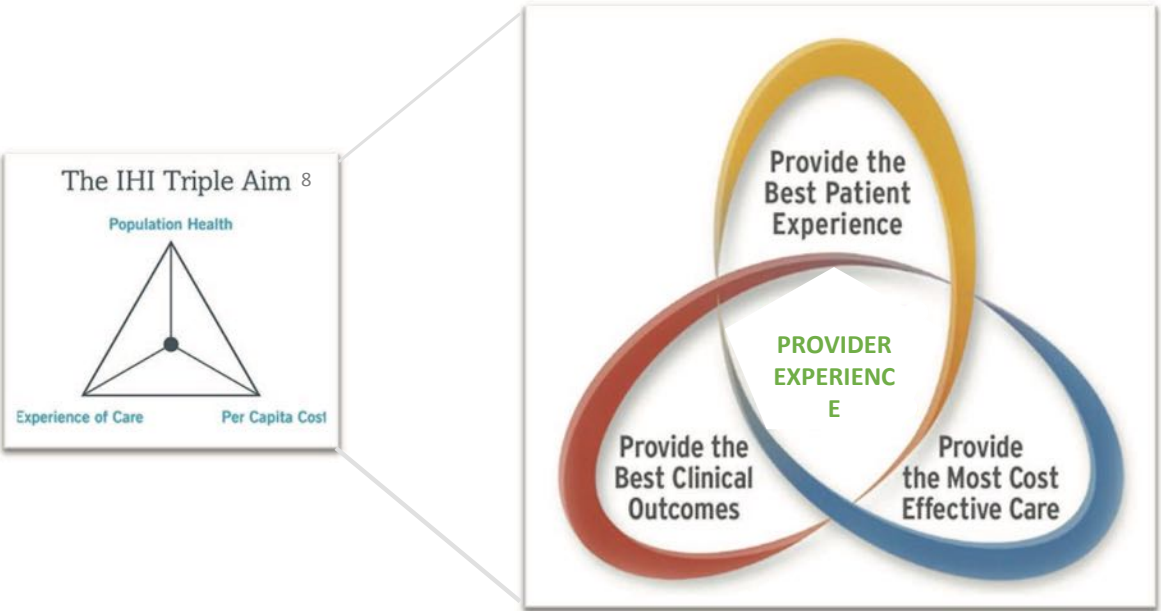 The IHI Triple Aim 8
Population Health
Experience of Care
Per Capita Cost
Provide the
Best Patient
Experience
PROVIDER
EXPERIENC
E
Provide the
Best Clinical
Outcomes
Provide
the Most Cost
Effective Care